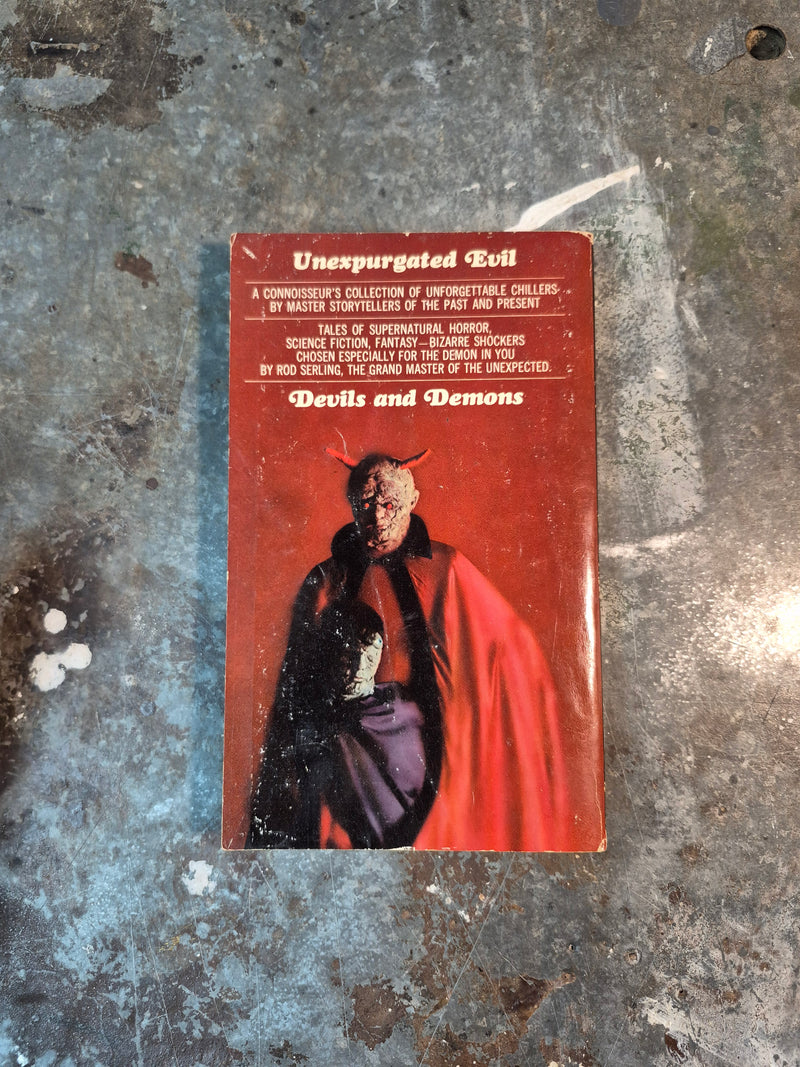 Unexpurgated Evil
A CONNOISSEUR'S COLLECTION OF UNFORGETTABLE CHILLERS
BY MASTER STORYTELLERS OF THE PAST AND PRESENT
TALES OF SUPERNATURAL HORROR,
SCIENCE FICTION, FANTASY—BIZARRE SHOCKERS
CHOSEN ESPECIALLY FOR THE DEMON IN YOU
BY ROD SERLING, THE GRAND MASTER OF THE UNEXPECTED.
Devils and Demons